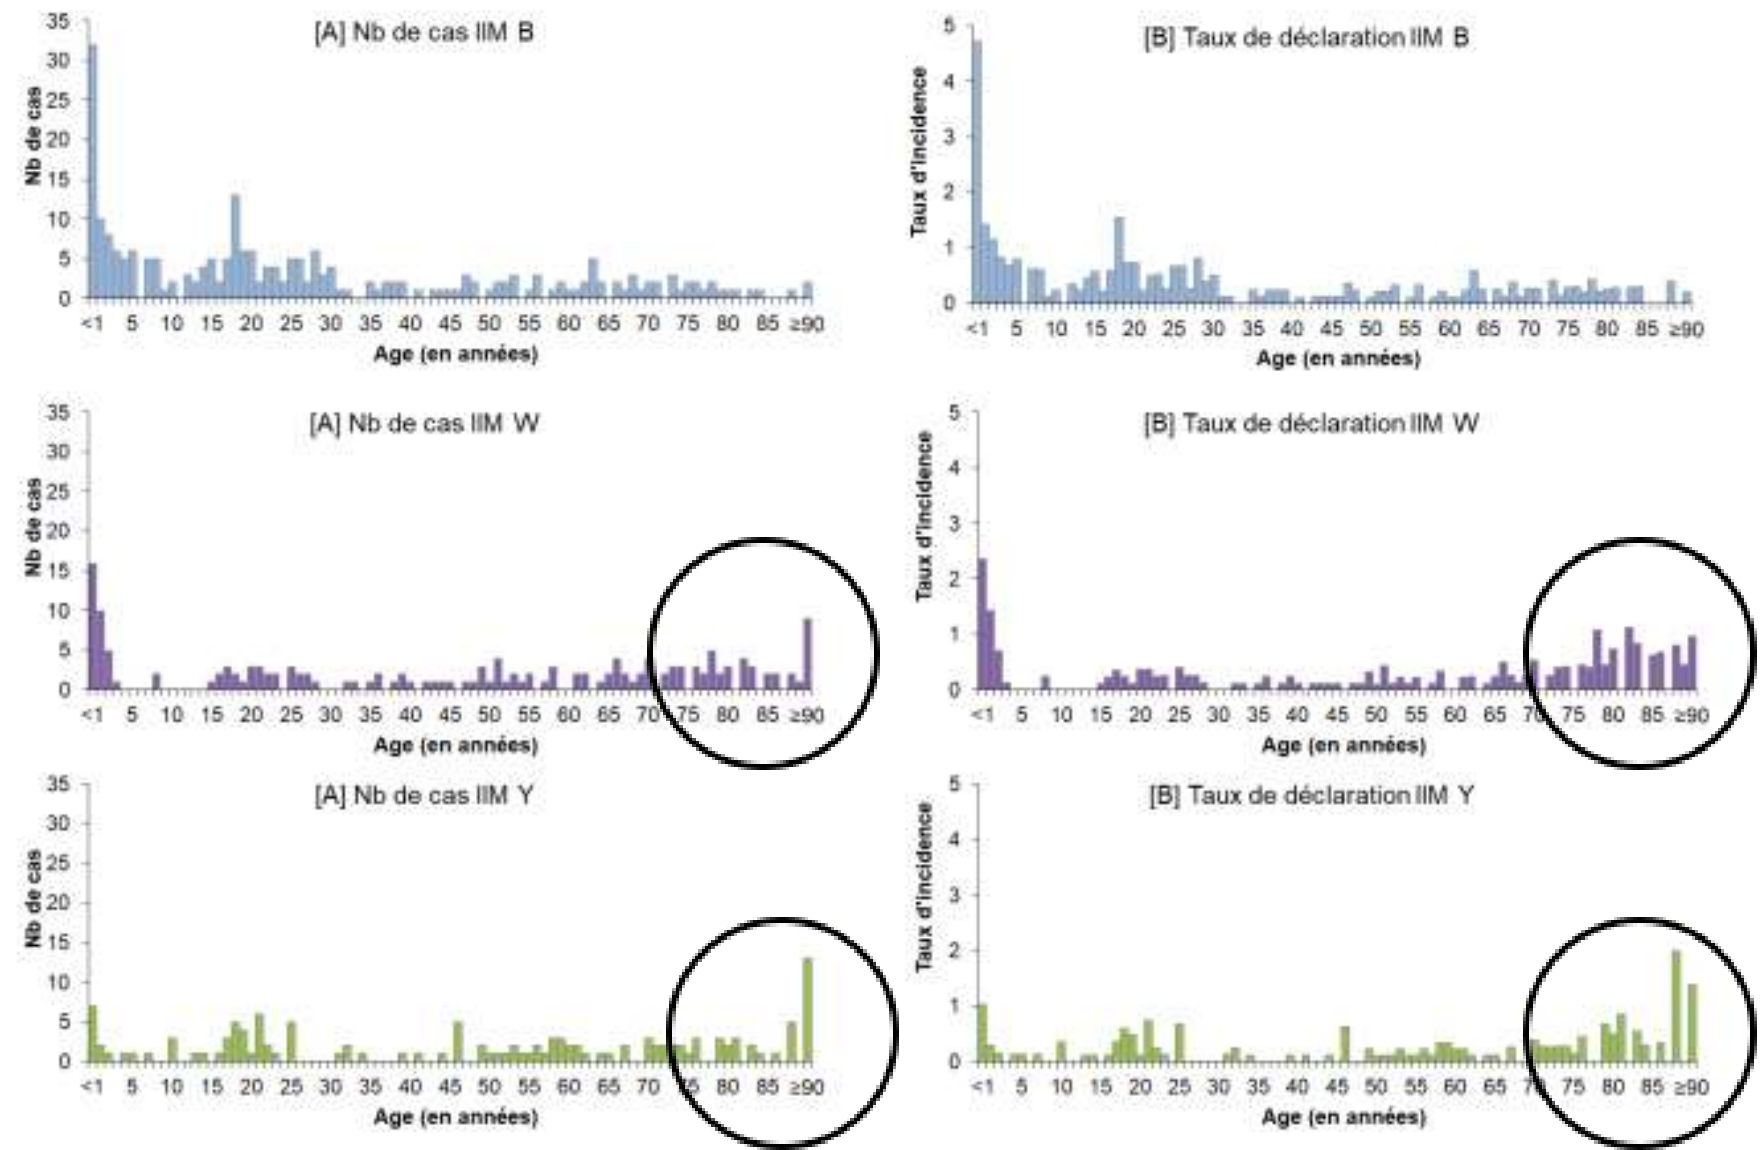 [A] Nb de cas IIM B
Nb de cas
35
30
25
20
15
10
5
0
<1 5 10 15 20 25 30 35 40 45 50 55 60 65 70 75 80 85 ≥90
Age (en années)
[B] Taux de déclaration IIM B
Taux d'incidence
5
4
3
2
1
0
<1 5 10 15 20 25 30 35 40 45 50 55 60 65 70 75 80 85 ≥90
Age (en années)
[A] Nb de cas IIM W
Nb de cas
35
30
25
20
15
10
5
0
<1 5 10 15 20 25 30 35 40 45 50 55 60 65 70 75 80 85 ≥90
Age (en années)
[B] Taux de déclaration IIM W
Taux d'incidence
5
4
3
2
1
0
<1 5 10 15 20 25 30 35 40 45 50 55 60 65 70 75 80 85 ≥90
Age (en années)
[A] Nb de cas IIM Y
Nb de cas
35
30
25
20
15
10
5
0
<1 5 10 15 20 25 30 35 40 45 50 55 60 65 70 75 80 85 ≥90
Age (en années)
[B] Taux de déclaration IIM Y
Taux d'incidence
5
4
3
2
1
0
<1 5 10 15 20 25 30 35 40 45 50 55 60 65 70 75 80 85 ≥90
Age (en années)